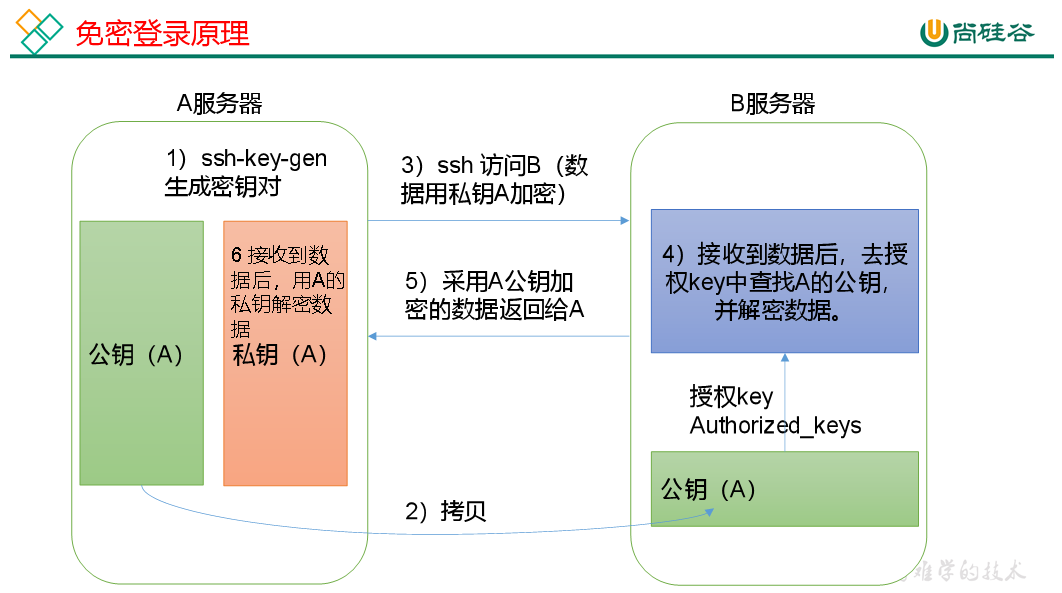 免密登录原理
尚硅谷
A服务器
B服务器
1）ssh-key-gen
生成密钥对
3）ssh 访问B（数
据用私钥A加密）
6 接收到数
据后，用A的
私钥解密数
据
公钥（A）
私钥（A）
4）接收到数据后，去授
权key中查找A的公钥，
并解密数据。
5）采用A公钥加
密的数据返回给A
授权key
Authorized_keys
公钥（A）
2）拷贝
难学的技术